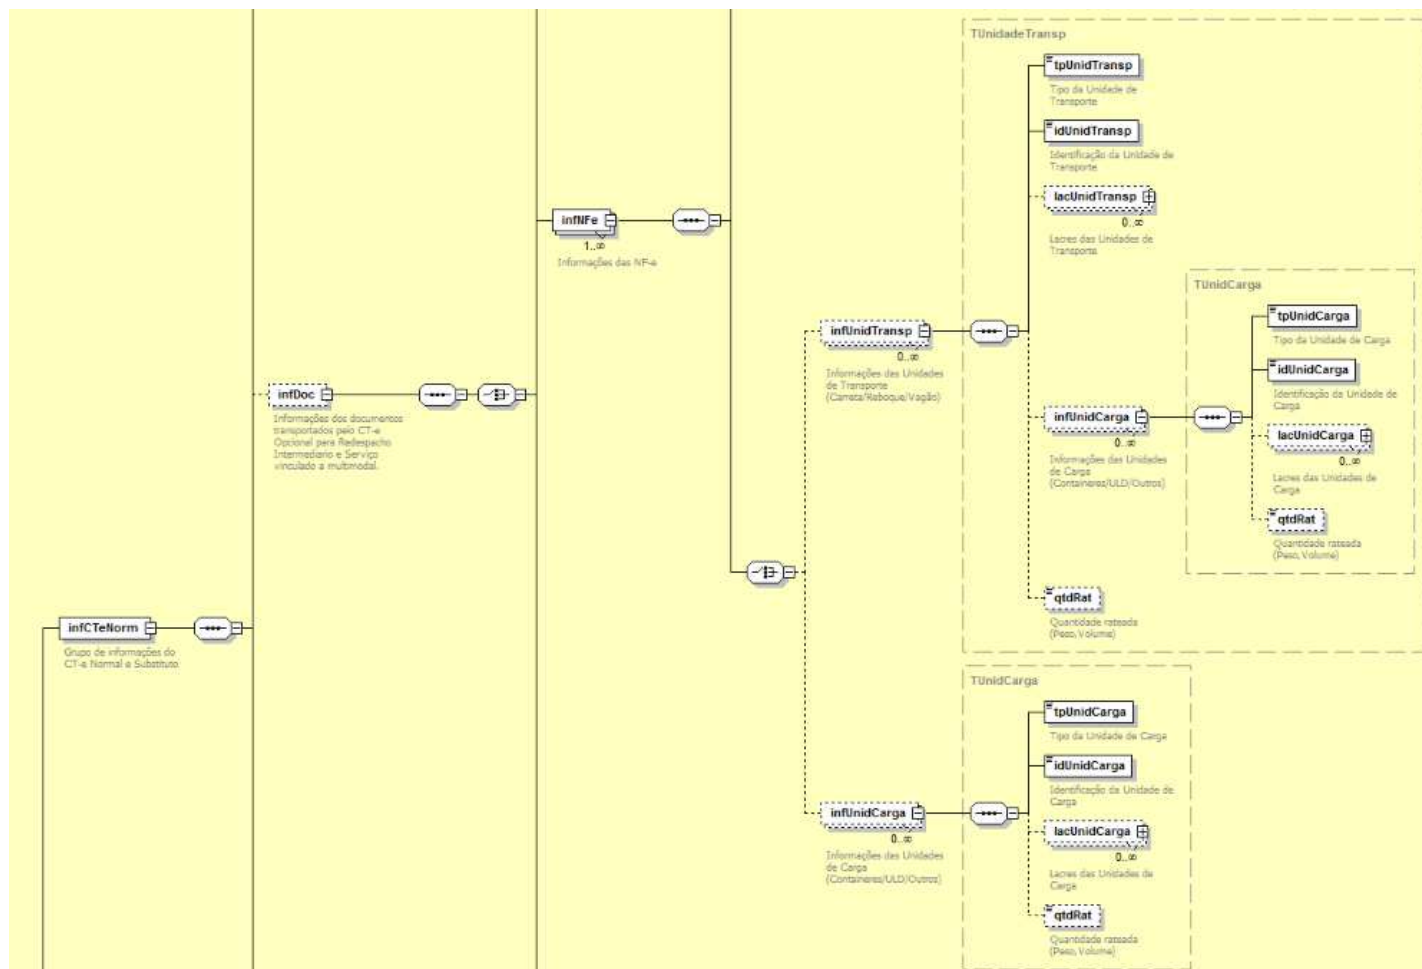 TUnidadeTransp
tpUnidTransp
Tipo da Unidade de
Transporte
idUnidTransp
Identificação da Unidade de
Transporte
lacUnidTransp
0..∞
Lacres das Unidades de
Transporte
infNFe
1..∞
Informações das NF-e
TUnidCarga
tpUnidCarga
Tipo da Unidade de Carga
idUnidCarga
Identificação da Unidade de
Carga
lacUnidCarga
0..∞
Lacres das Unidades de
Carga
qtdRat
Quantidade rateada
(Peso,Volume)
infUnidTransp
0..∞
Informações das Unidades
de Transporte
(Carreta/Reboque/Vagão)
infDoc
Informações dos documentos
transportados pelo CT-e
Opcional para Redespacho
Intermediario e Serviço
vinculado a multimodal.
infUnidCarga
0..∞
Informações das Unidades
de Carga
(Containeres/ULD/Outros)
qtdRat
Quantidade rateada
(Peso,Volume)
infCTeNorm
Grupo de informações do
CT-e Normal e Substituto
TUnidCarga
tpUnidCarga
Tipo da Unidade de Carga
idUnidCarga
Identificação da Unidade de
Carga
infUnidCarga
0..∞
Informações das Unidades
de Carga
(Containeres/ULD/Outros)
lacUnidCarga
0..∞
Lacres das Unidades de
Carga
qtdRat
Quantidade rateada
(Peso,Volume)